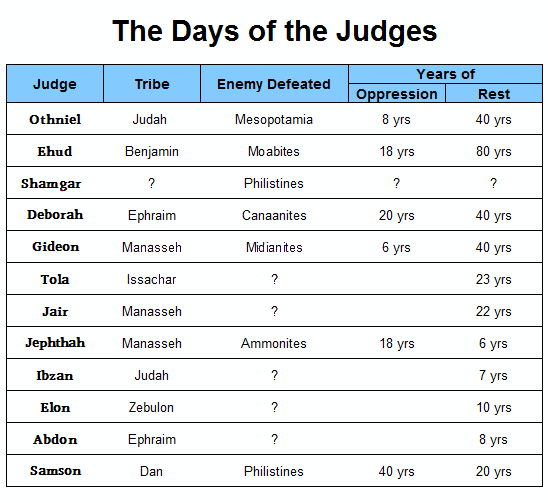 The Days of the Judges
Judge Tribe Enemy Defeated Years of
Oppression Rest
Othniel Judah Mesopotamia 8 yrs 40 yrs
Ehud Benjamin Moabites 18 yrs 80 yrs
Shamgar ? Philistines ? ?
Deborah Ephraim Canaanites 20 yrs 40 yrs
Gideon Manasseh Midianites 6 yrs 40 yrs
Tola Issachar ? 23 yrs
Jair Manasseh ? 22 yrs
Jephthah Manasseh Ammonites 18 yrs 6 yrs
Ibzan Judah ? 7 yrs
Elon Zebulon ? 10 yrs
Abdon Ephraim ? 8 yrs
Samson Dan Philistines 40 yrs 20 yrs